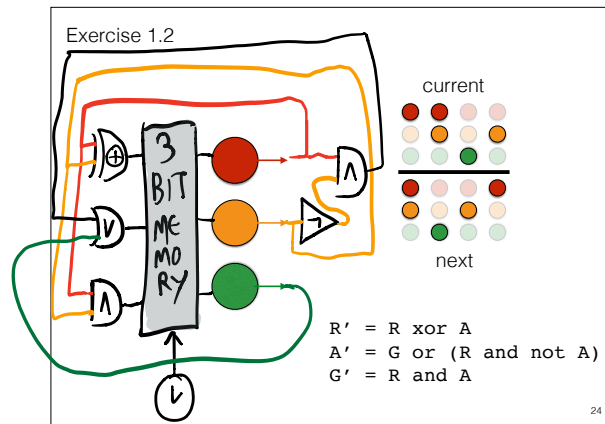 Exercise 1.2
current
next
⊕
3
BIT
ME
MO
RY
∨
∧
∧
¬
R' = R xor A
A' = G or (R and not A)
G' = R and A
24